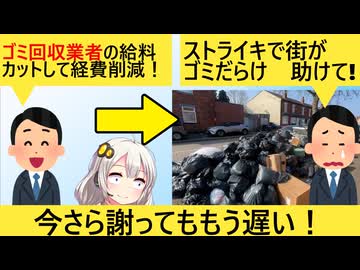 ゴミ回収業者の給料
カットして経費削減！
ストライキで街が
ゴミだらけ　助けて!
今さら謝ってももう遅い！